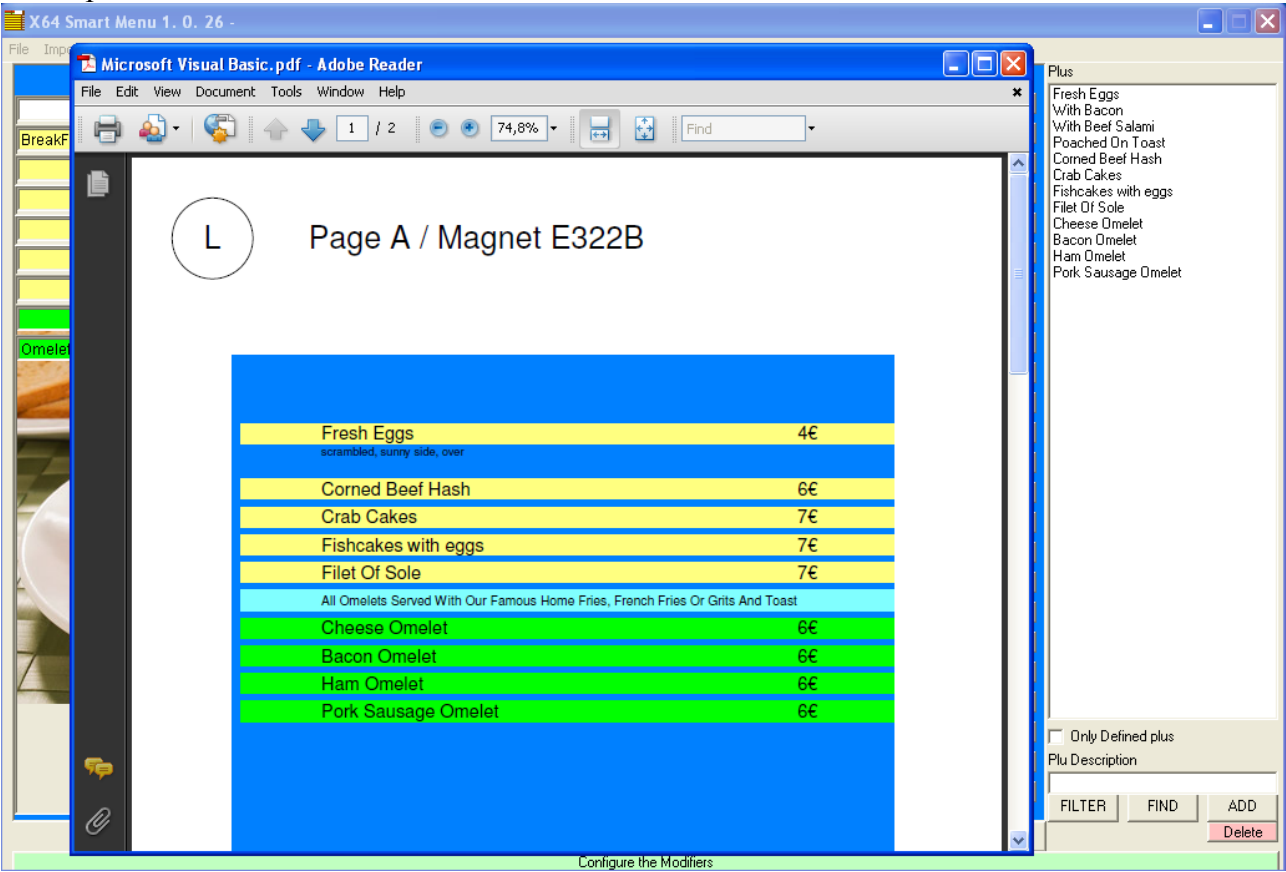 X64 Smart Menu 1. 0. 26 -
File Impe
Microsoft Visual Basic.pdf - Adobe Reader
File Edit View Document Tools Window Help
1 / 2 74,8% Find
BreakF
Omelet
L Page A / Magnet E322B
Fresh Eggs 4€
scrambled, sunny side, over
Corned Beef Hash 6€
Crab Cakes 7€
Fishcakes with eggs 7€
Filet Of Sole 7€
All Omelets Served With Our Famous Home Fries, French Fries Or Grits And Toast
Cheese Omelet 6€
Bacon Omelet 6€
Ham Omelet 6€
Pork Sausage Omelet 6€
Plus
Fresh Eggs
With Bacon
With Beef Salami
Poached On Toast
Corned Beef Hash
Crab Cakes
Fishcakes with eggs
Filet Of Sole
Cheese Omelet
Bacon Omelet
Ham Omelet
Pork Sausage Omelet
Only Defined plus
Plu Description
FILTER FIND ADD
Delete
Configure the Modifiers